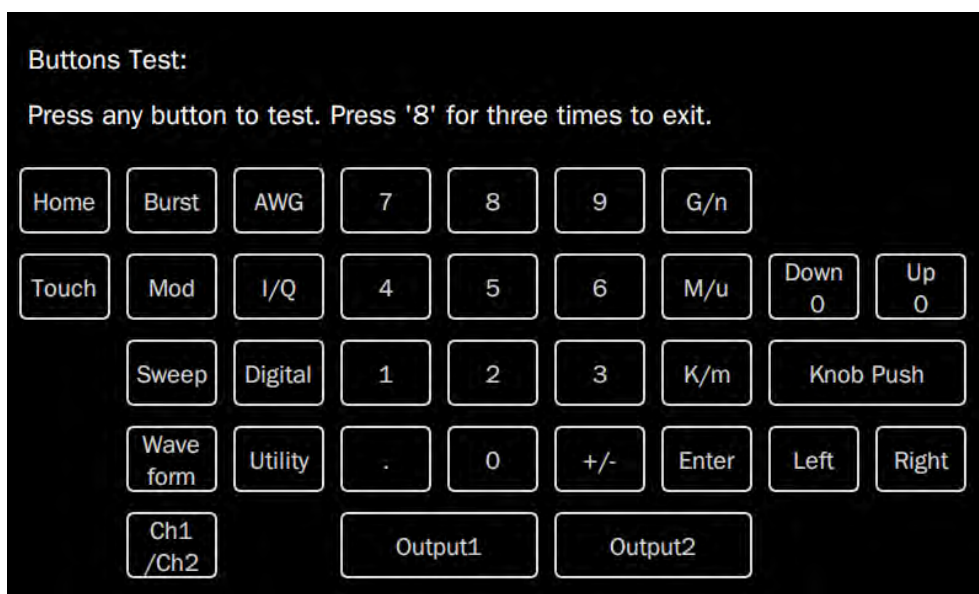 Buttons Test:
Press any button to test. Press '8' for three times to exit.
Home Burst AWG 7 8 9 G/n
Touch Mod I/Q 4 5 6 M/u Down Up
0 0
Sweep Digital 1 2 3 K/m Knob Push
Wave
form Utility . 0 +/- Enter Left Right
Ch1
/Ch2 Output1 Output2